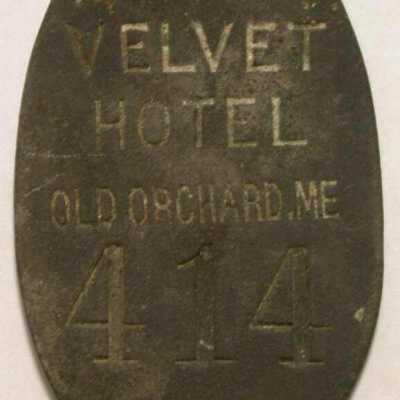 VELVET
HOTEL
OLD ORCHARD.ME
414